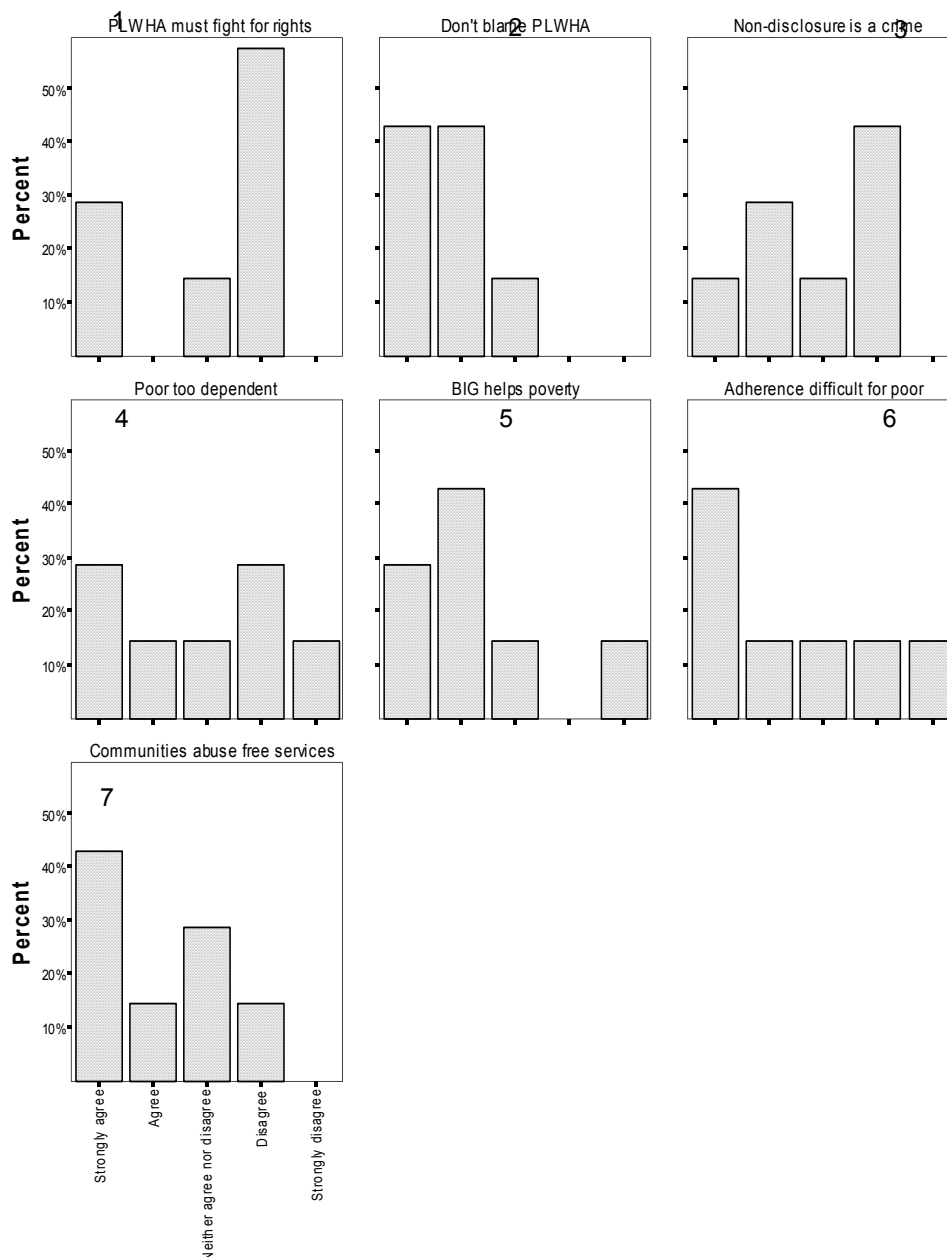 PLWHA must fight for rights
1
Don't blame PLWHA
2
Non-disclosure is a crime
3
Percent
50%
40%
30%
20%
10%
Poor too dependent
4
BIG helps poverty
5
Adherence difficult for poor
6
Percent
50%
40%
30%
20%
10%
Communities abuse free services
7
Percent
50%
40%
30%
20%
10%
Strongly agree
Agree
Neither agree nor disagree
Disagree
Strongly disagree